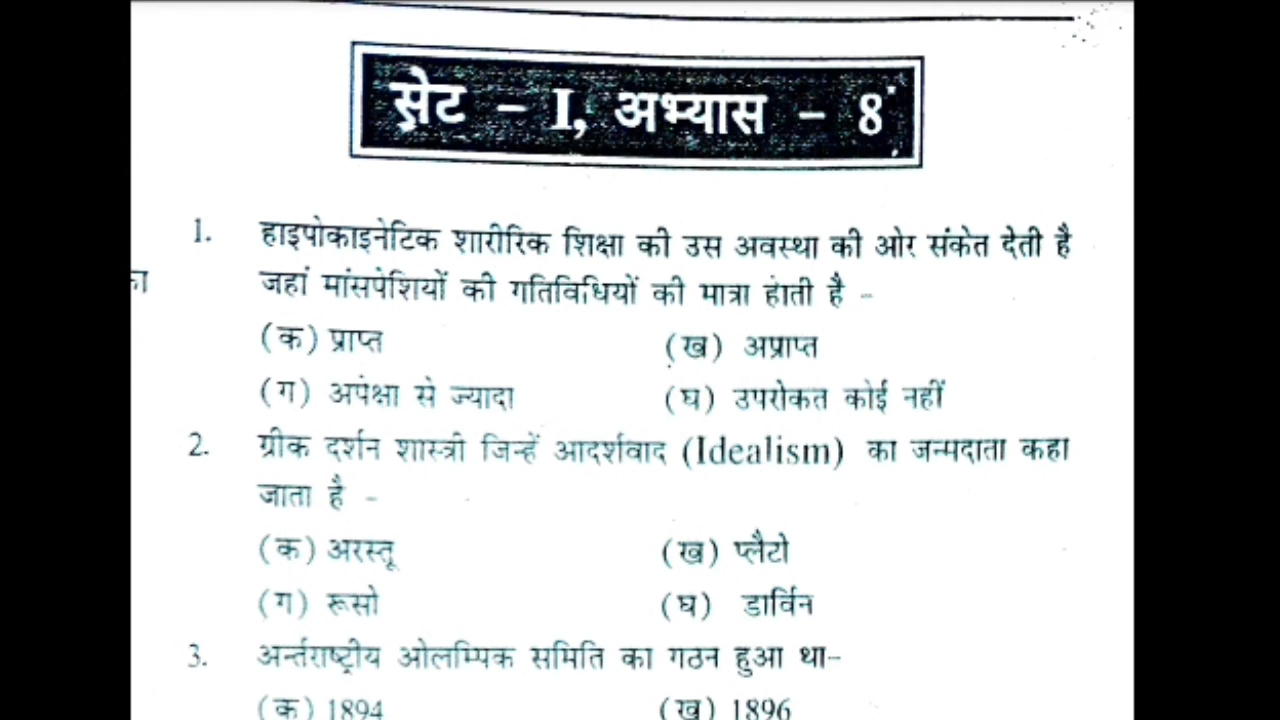 सेट - I, अभ्यास - 8
1. हाइपोकाइनेटिक शारीरिक शिक्षा की उस अवस्था की ओर संकेत देती है
जहां मांसपेशियों की गतिविधियों की मात्रा होती है -
(क) प्राप्त (ख) अप्राप्त
(ग) अपेक्षा से ज्यादा (घ) उपरोकत कोई नहीं
2. ग्रीक दर्शन शास्त्री जिन्हें आदर्शवाद (Idealism) का जन्मदाता कहा
जाता है -
(क) अरस्तू (ख) प्लैटो
(ग) रूसो (घ) डार्विन
3. अर्न्तराष्ट्रीय ओलम्पिक समिति का गठन हुआ था-
(क) 1894 (ख) 1896